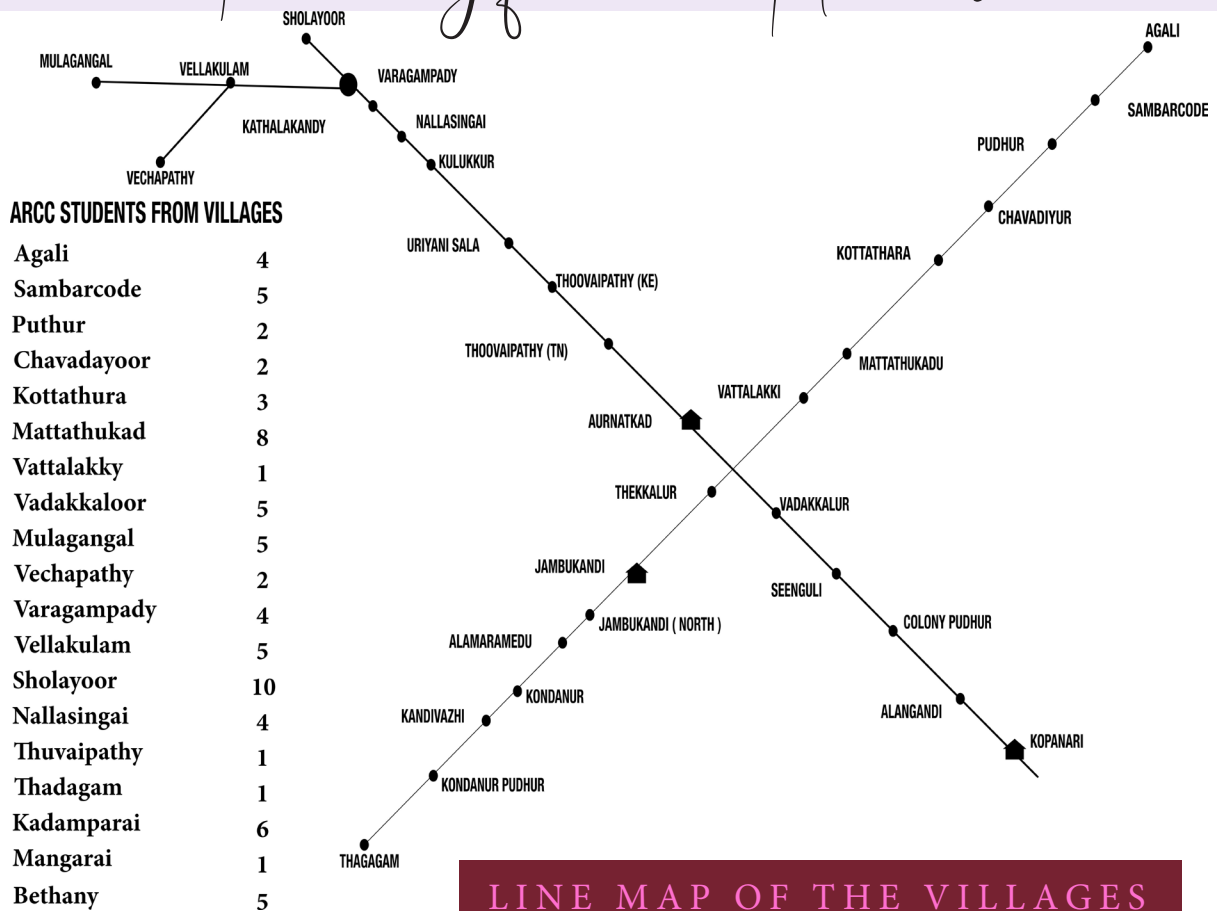 SHOLAYOOR
AGALI
MULAGANGAL
VELLAKULAM
VARAGAMPADY
SAMBARCODE
KATHALAKANDY
NALLASINGAI
PUDHUR
KULUKKUR
VECHAPATHY
CHAVADIYUR
URIYANI SALA
KOTTATHARA
THOOVAIPATHY (KE)
THOOVAIPATHY (TN)
MATTATHUKADU
VATTALAKKI
AURNATKAD
THEKKALUR
VADAKKALUR
JAMBUKANDI
SEENGULI
JAMBUKANDI ( NORTH )
COLONY PUDHUR
ALAMARAMEDU
KONDANUR
KANDIVAZHI
ALANGANDI
KOPANARI
KONDANUR PUDHUR
THAGAGAM
ARCC STUDENTS FROM VILLAGES
Agali 4
Sambarcode 5
Puthur 2
Chavadayoor 2
Kottathura 3
Mattathukad 8
Vattalakky 1
Vadakkaloor 5
Mulagangal 5
Vechapathy 2
Varagampady 4
Vellakulam 5
Sholayoor 10
Nallasingai 4
Thuvaipathy 1
Thadagam 1
Kadamparai 6
Mangarai 1
Bethany 5
LINE MAP OF THE VILLAGES